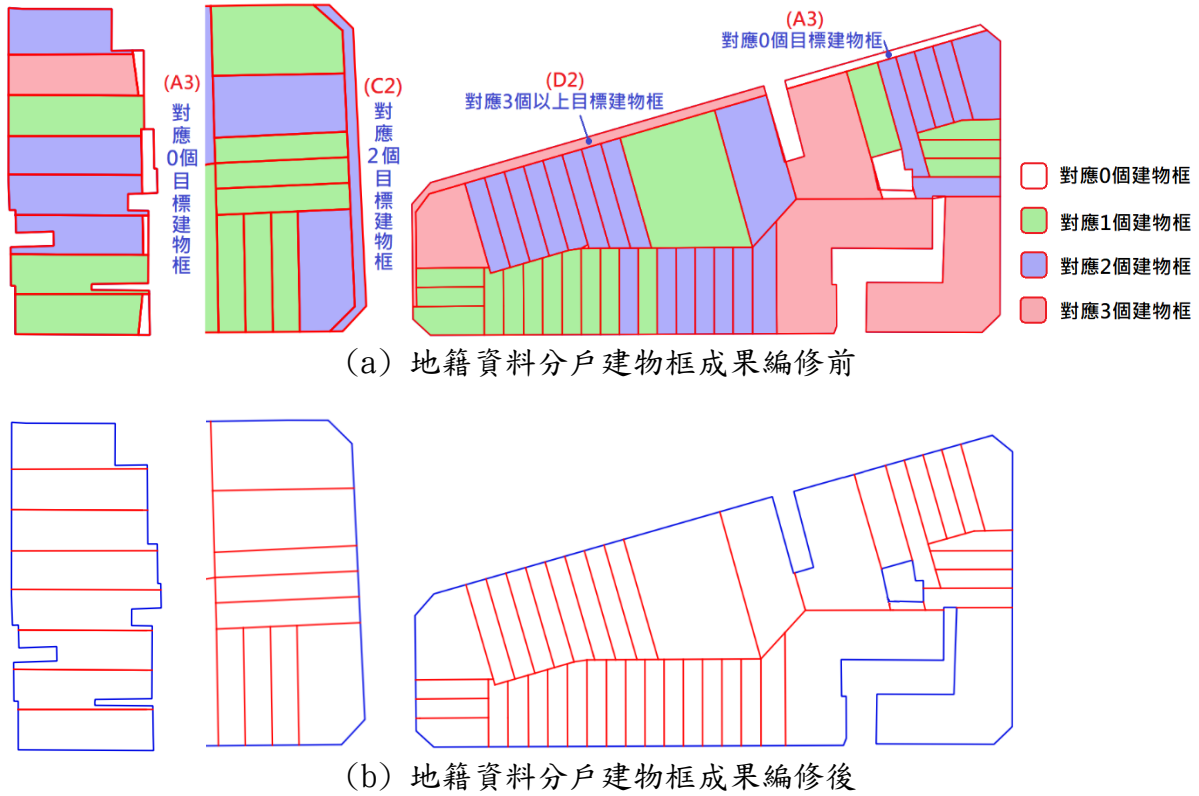 (A3)
對應0個目標建物框
(C2)
對應2個目標建物框
(D2)
對應3個以上目標建物框
(A3)
對應0個目標建物框
對應0個建物框
對應1個建物框
對應2個建物框
對應3個建物框
(a) 地籍資料分戶建物框成果編修前
(b) 地籍資料分戶建物框成果編修後